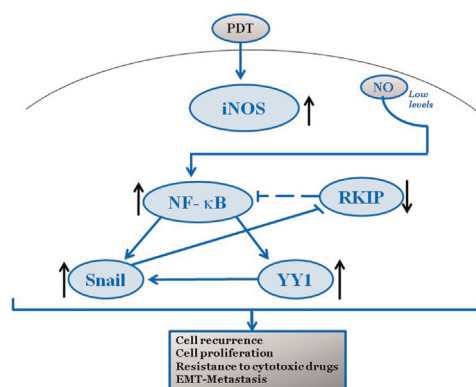 PDT
iNOS
NO
Low
levels
NF- κB
RKIP
Snail
YY1
Cell recurrence
Cell proliferation
Resistance to cytotoxic drugs
EMT-Metastasis